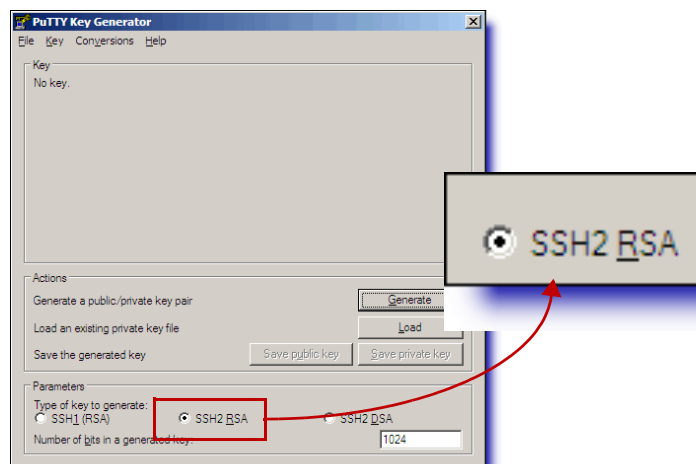 PuTTY Key Generator
File Key Conversions Help
Key
No key.
SSH2 RSA
Actions
Generate a public/private key pair
Generate
Load an existing private key file
Load
Save the generated key
Save public key
Save private key
Parameters
Type of key to generate:
SSH1 (RSA)
SSH2 RSA
SSH2 DSA
Number of bits in a generated key:
1024